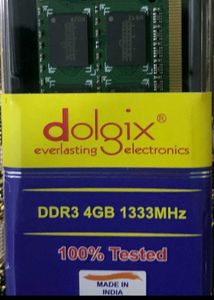 dolgix®
everlasting electronics
DDR3 4GB 1333MHz
100% Tested
MADE IN
INDIA